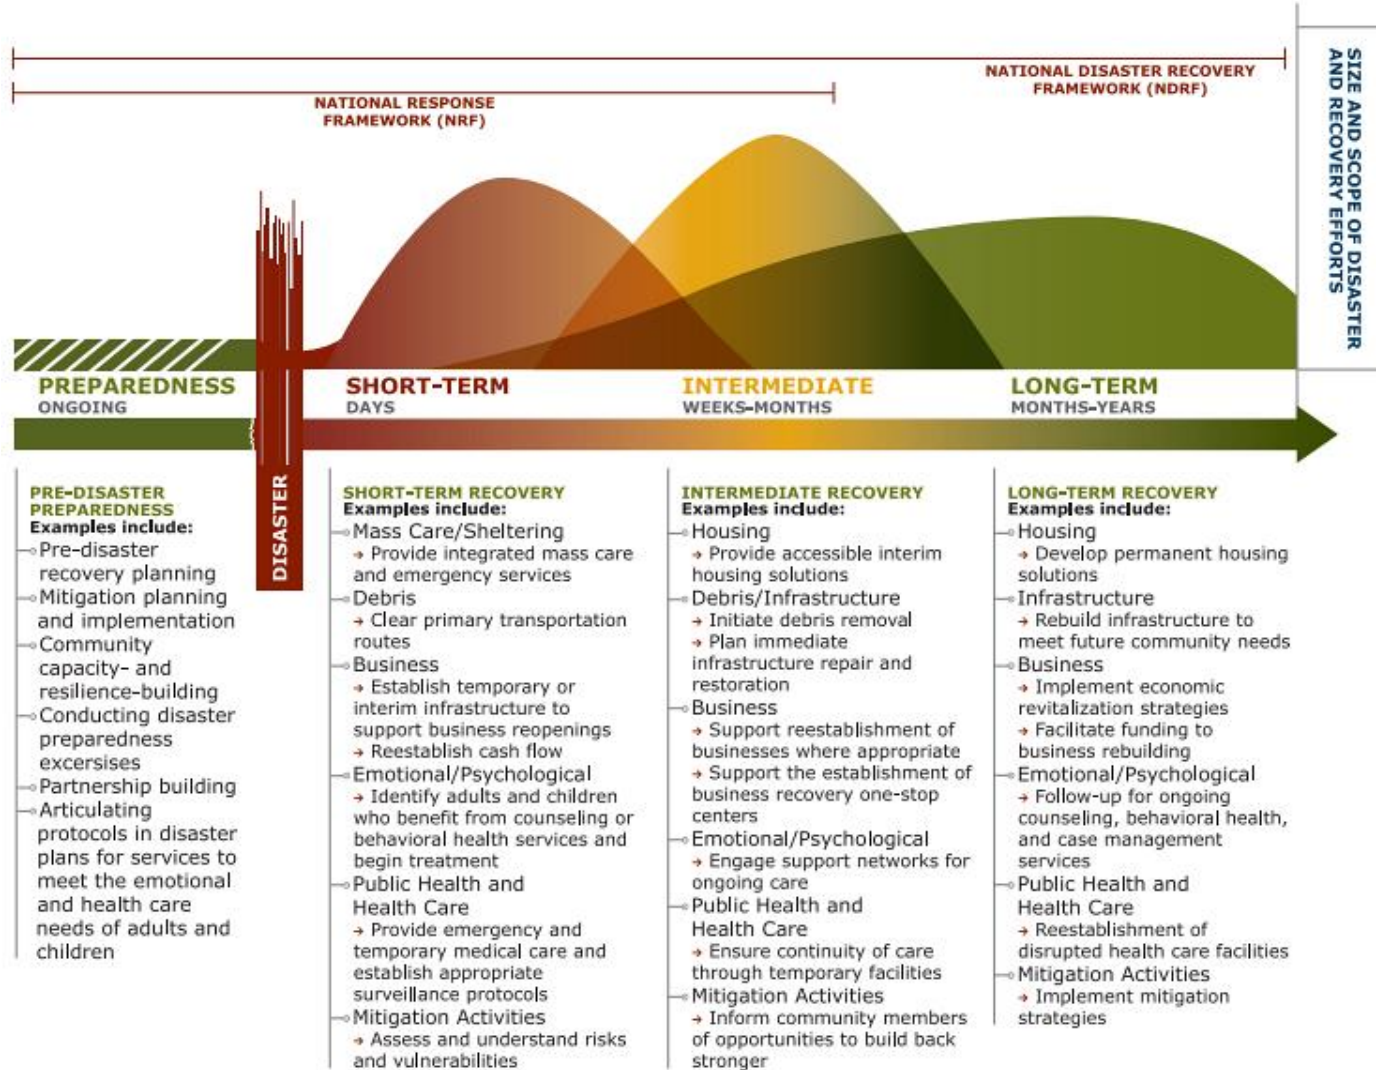 NATIONAL DISASTER RECOVERY
FRAMEWORK (NDRF)
NATIONAL RESPONSE
FRAMEWORK (NRF)
SIZE AND SCOPE OF DISASTER
AND RECOVERY EFFORTS
PREPAREDNESS
ONGOING
SHORT-TERM
DAYS
INTERMEDIATE
WEEKS-MONTHS
LONG-TERM
MONTHS-YEARS
PRE-DISASTER
PREPAREDNESS
Examples include:
Pre-disaster
recovery planning
Mitigation planning
and implementation
Community
capacity- and
resilience-building
Conducting disaster
preparedness
excersises
Partnership building
Articulating
protocols in disaster
plans for services to
meet the emotional
and health care
needs of adults and
children
DISASTER
SHORT-TERM RECOVERY
Examples include:
Mass Care/Sheltering
→ Provide integrated mass care
and emergency services
Debris
→ Clear primary transportation
routes
Business
→ Establish temporary or
interim infrastructure to
support business reopenings
→ Reestablish cash flow
Emotional/Psychological
→ Identify adults and children
who benefit from counseling or
behavioral health services and
begin treatment
Public Health and
Health Care
→ Provide emergency and
temporary medical care and
establish appropriate
surveillance protocols
Mitigation Activities
→ Assess and understand risks
and vulnerabilities
INTERMEDIATE RECOVERY
Examples include:
Housing
→ Provide accessible interim
housing solutions
Debris/Infrastructure
→ Initiate debris removal
→ Plan immediate
infrastructure repair and
restoration
Business
→ Support reestablishment of
businesses where appropriate
→ Support the establishment of
business recovery one-stop
centers
Emotional/Psychological
→ Engage support networks for
ongoing care
Public Health and
Health Care
→ Ensure continuity of care
through temporary facilities
Mitigation Activities
→ Inform community members
of opportunities to build back
stronger
LONG-TERM RECOVERY
Examples include:
Housing
→ Develop permanent housing
solutions
Infrastructure
→ Rebuild infrastructure to
meet future community needs
Business
→ Implement economic
revitalization strategies
→ Facilitate funding to
business rebuilding
Emotional/Psychological
→ Follow-up for ongoing
counseling, behavioral health,
and case management
services
Public Health and
Health Care
→ Reestablishment of
disrupted health care facilities
Mitigation Activities
→ Implement mitigation
strategies